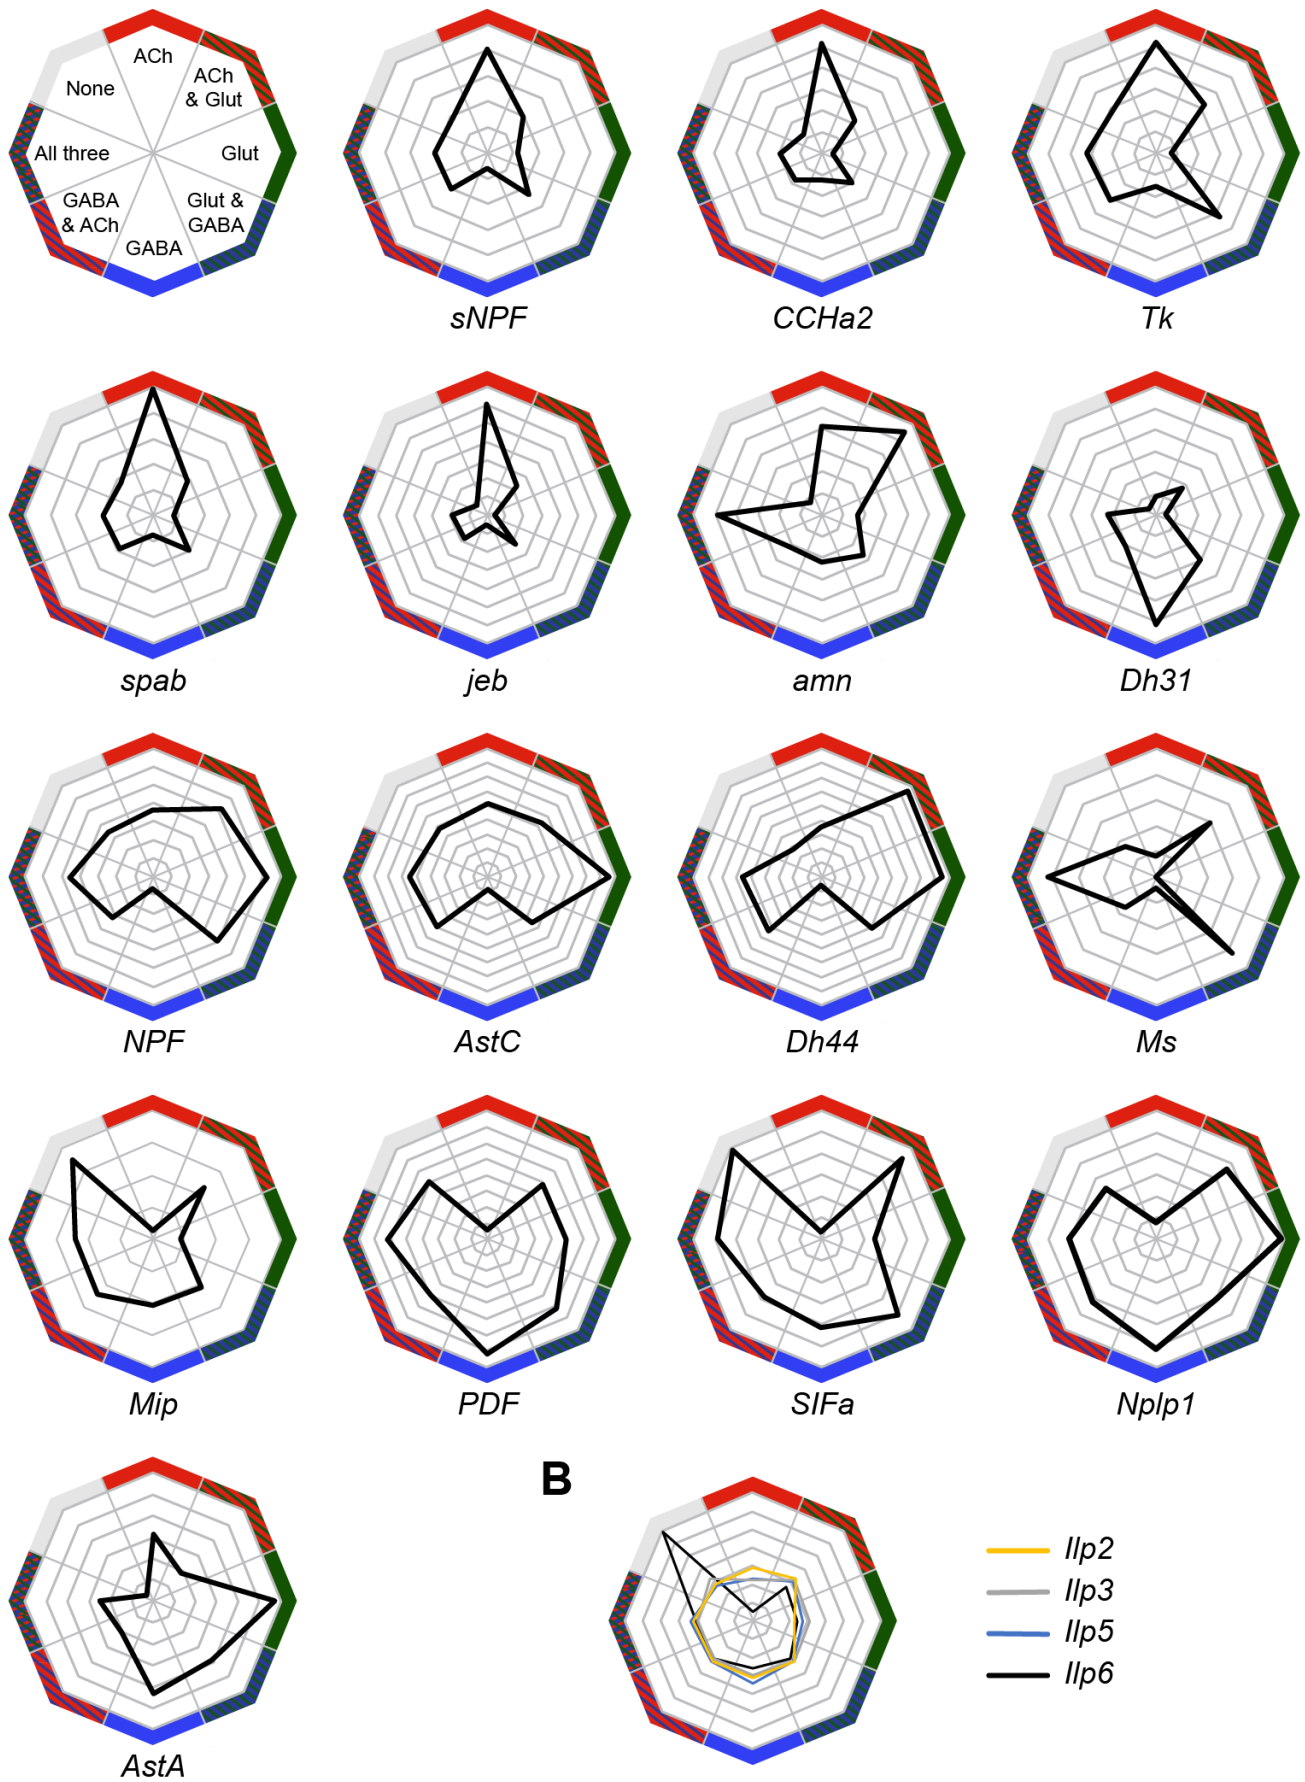 ACh
ACh
& Glut
None
All three
Glut
GABA
& ACh
Glut &
GABA
GABA
sNPF
CCHa2
Tk
spab
jeb
amn
Dh31
NPF
AstC
Dh44
Ms
Mip
PDF
SIFa
Nplp1
B
Ilp2
Ilp3
Ilp5
Ilp6
AstA